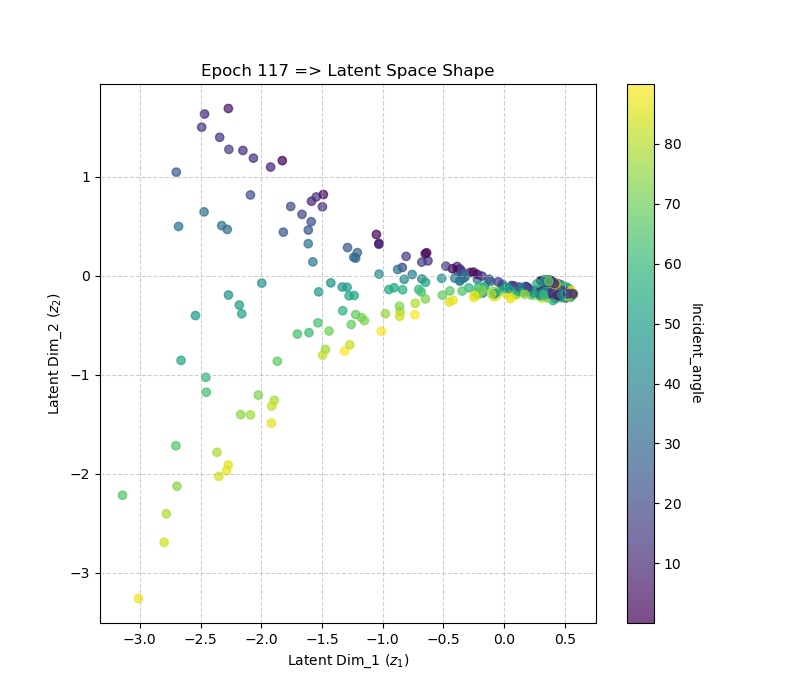 Epoch 117 => Latent Space Shape
1
0
−1
−2
−3
Latent Dim_2 (z₂)
−3.0 −2.5 −2.0 −1.5 −1.0 −0.5 0.0 0.5
Latent Dim_1 (z₁)
80
70
60
50
40
30
20
10
Incident_angle